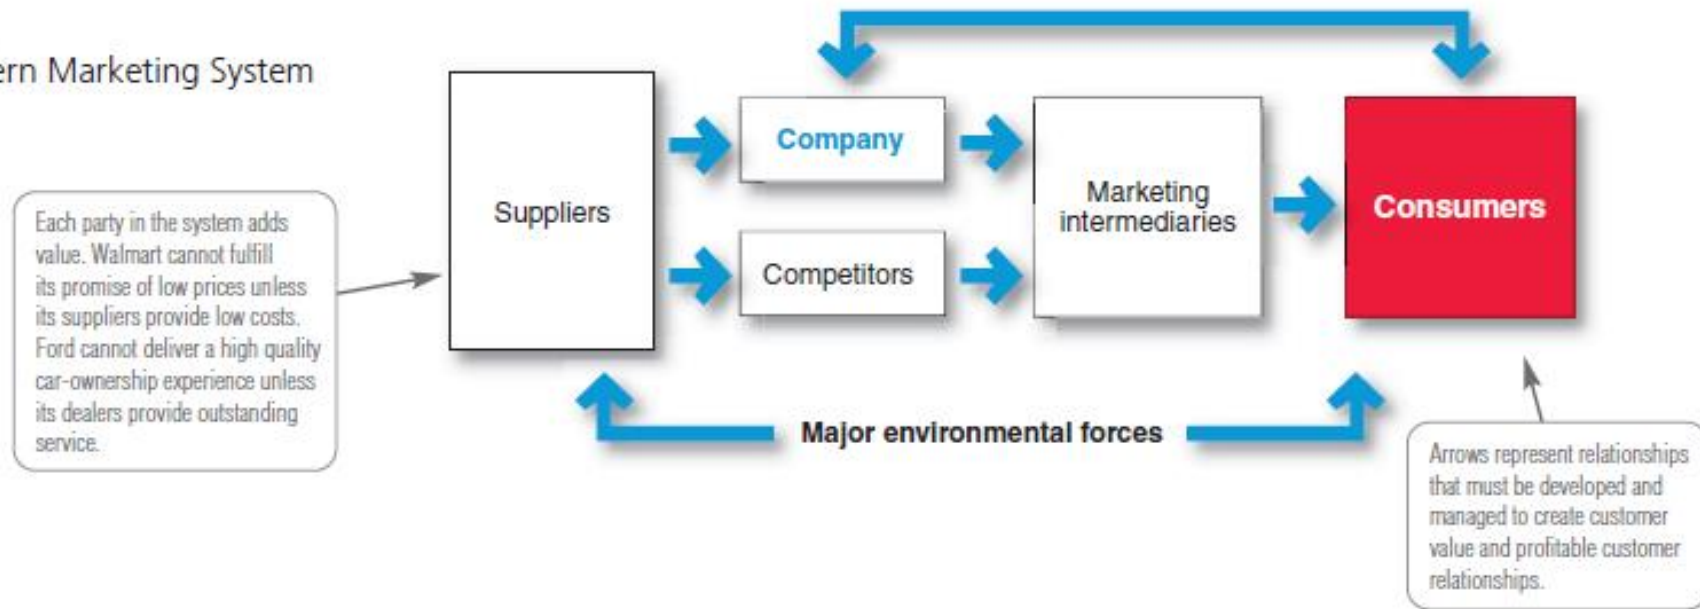 ern Marketing System
Suppliers
Company
Competitors
Marketing
intermediaries
Consumers
Each party in the system adds
value. Walmart cannot fulfill
its promise of low prices unless
its suppliers provide low costs.
Ford cannot deliver a high quality
car-ownership experience unless
its dealers provide outstanding
service.
Major environmental forces
Arrows represent relationships
that must be developed and
managed to create customer
value and profitable customer
relationships.